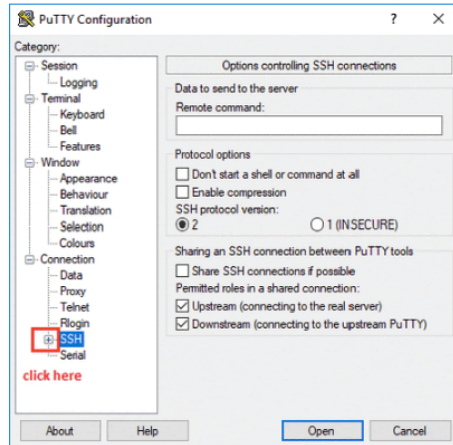 PuTTY Configuration
?
Category:
Session
Logging
Terminal
Keyboard
Bell
Features
Window
Appearance
Behaviour
Translation
Selection
Colours
Connection
Data
Proxy
Telnet
Rlogin
SSH
Serial
click here
Options controlling SSH connections
Data to send to the server
Remote command:
Protocol options
Don't start a shell or command at all
Enable compression
SSH protocol version:
2 1 (INSECURE)
Sharing an SSH connection between PuTTY tools
Share SSH connections if possible
Permitted roles in a shared connection:
Upstream (connecting to the real server)
Downstream (connecting to the upstream PuTTY)
About Help Open Cancel